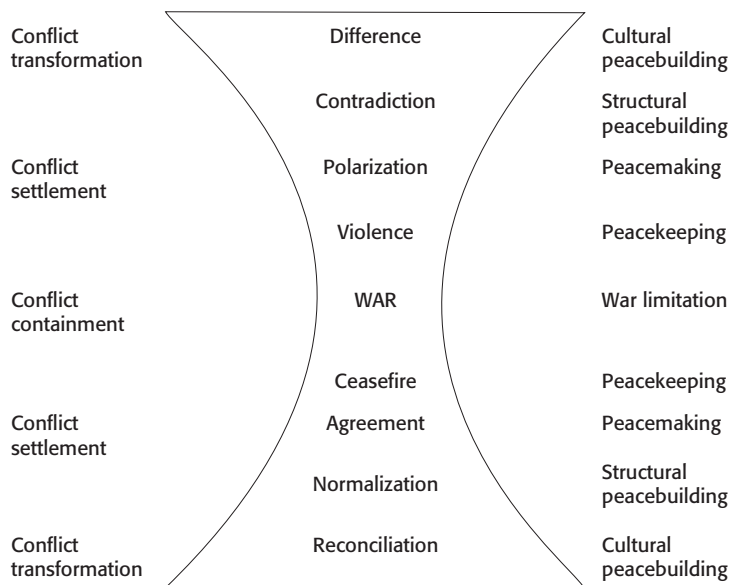 Conflict
transformation
Difference
Cultural
peacebuilding
Contradiction
Structural
peacebuilding
Conflict
settlement
Polarization
Peacemaking
Violence
Peacekeeping
Conflict
containment
WAR
War limitation
Ceasefire
Peacekeeping
Conflict
settlement
Agreement
Peacemaking
Normalization
Structural
peacebuilding
Conflict
transformation
Reconciliation
Cultural
peacebuilding